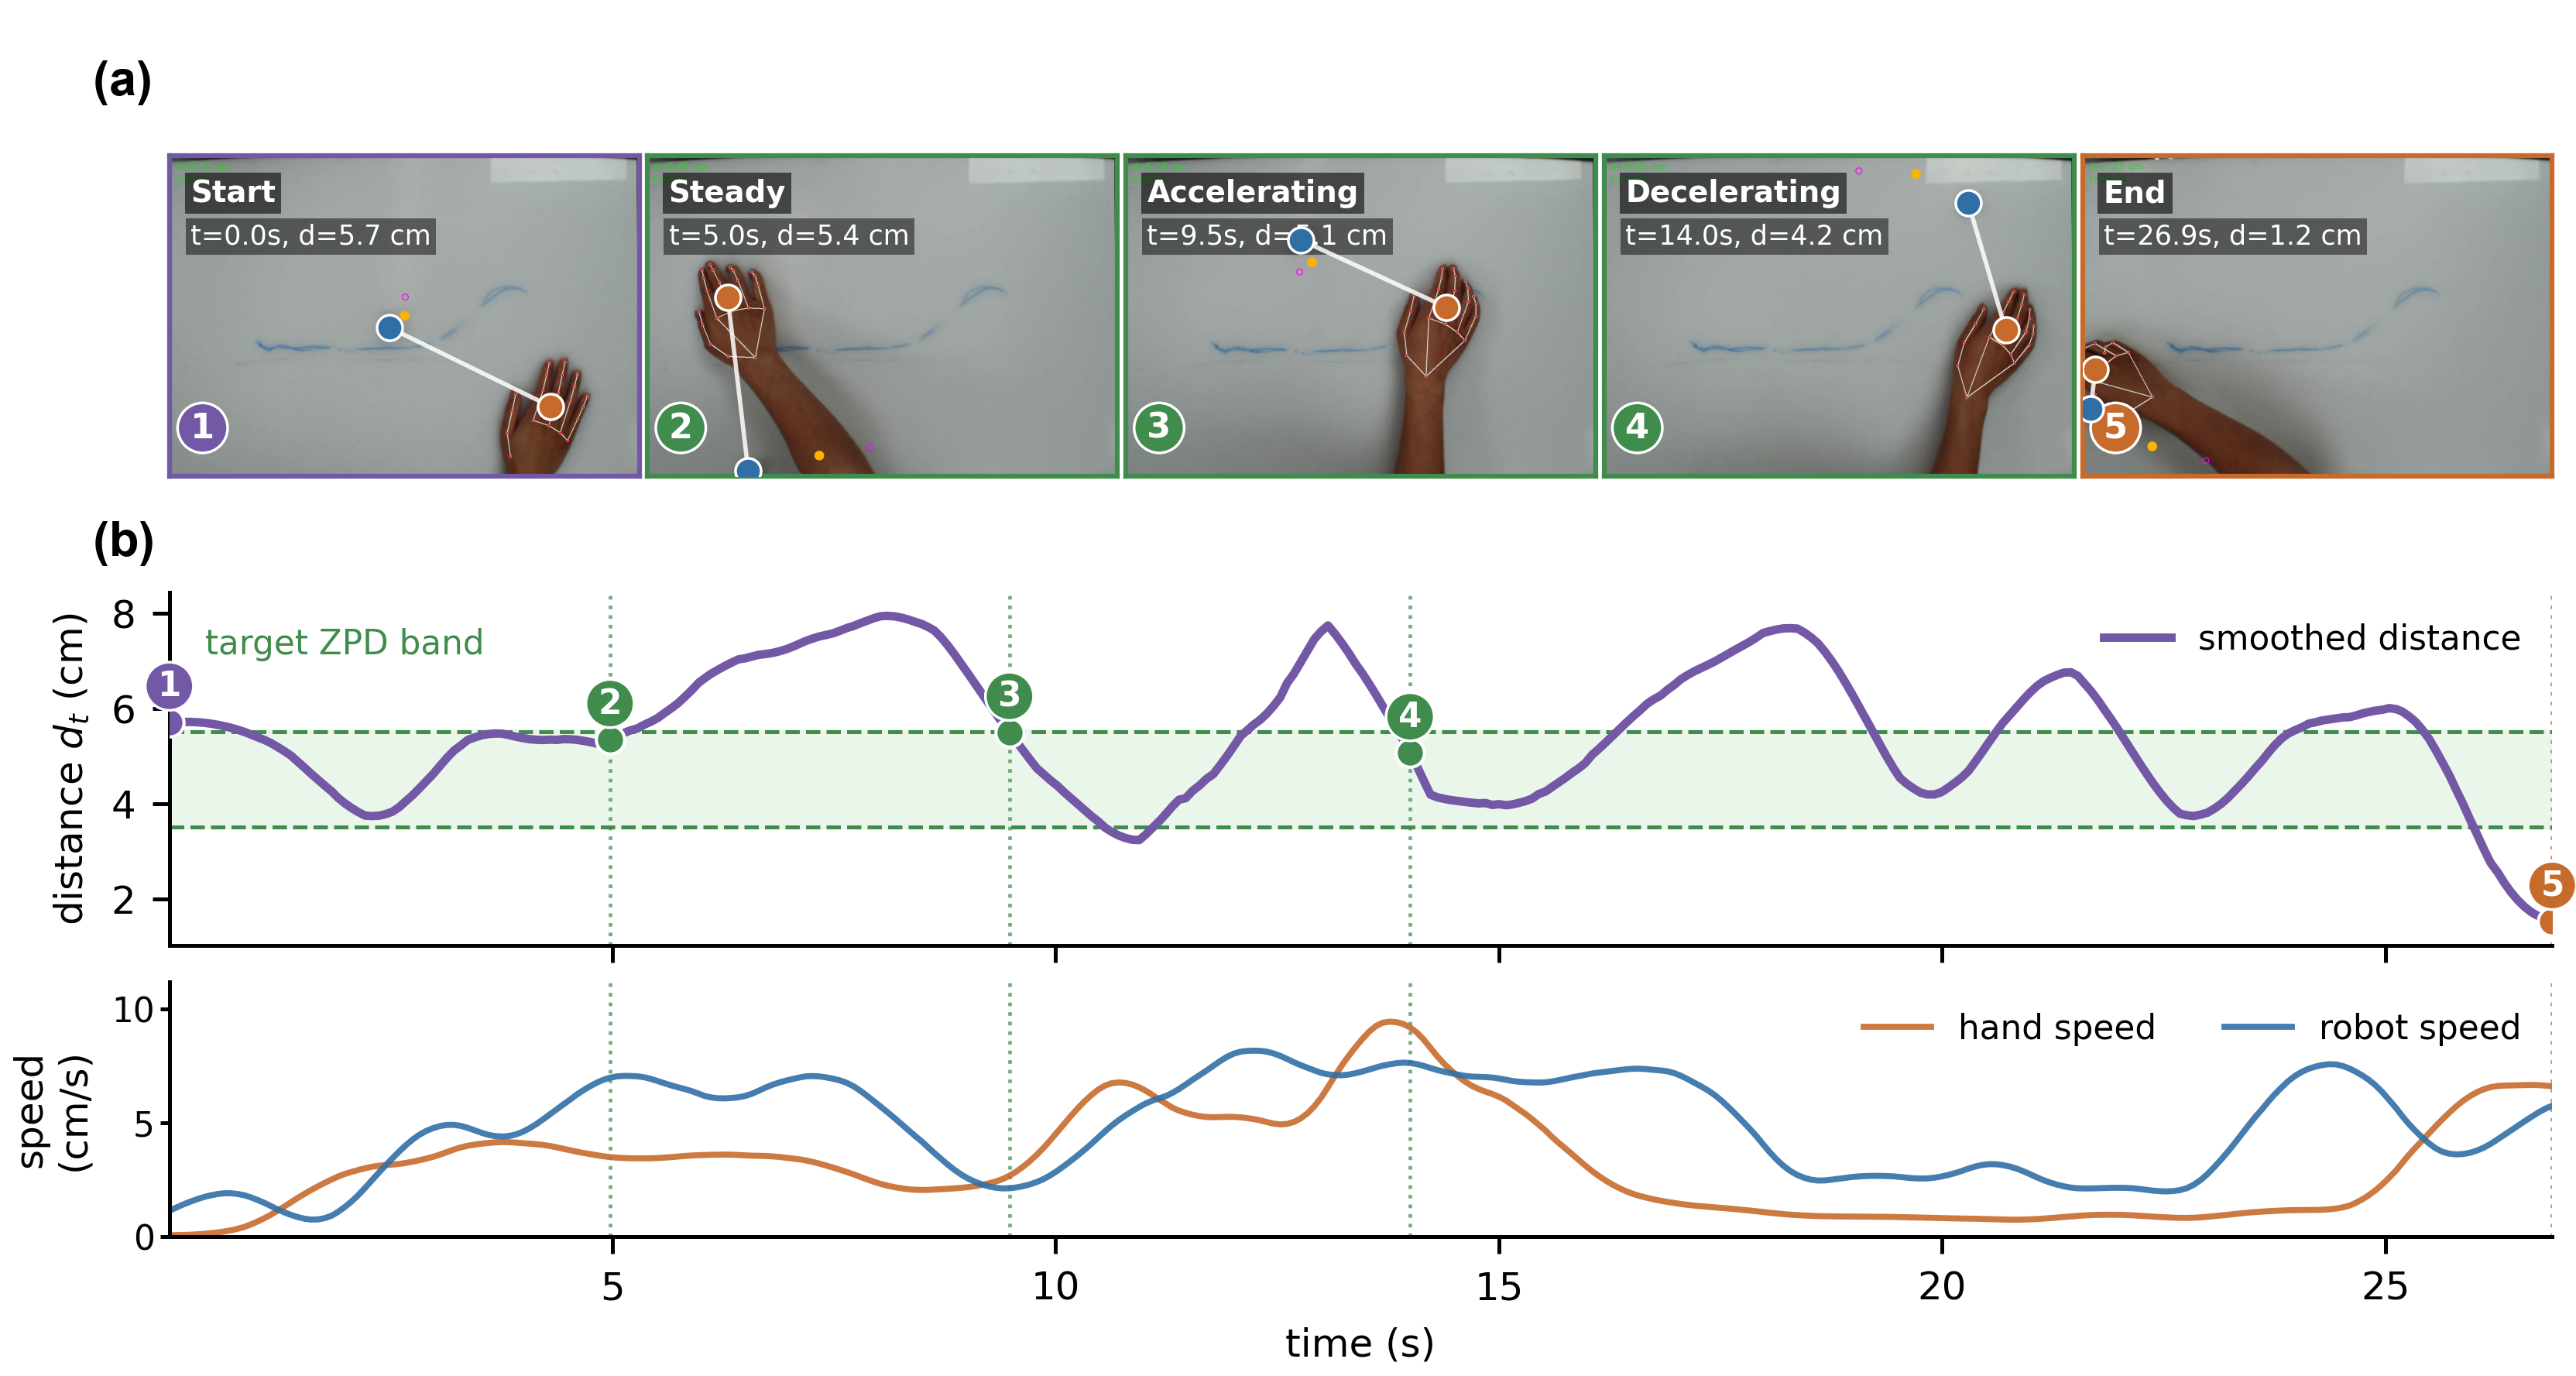 (a)
Start
t=0.0s, d=5.7 cm
1
Steady
t=5.0s, d=5.4 cm
2
Accelerating
t=9.5s, d=5.1 cm
3
Decelerating
t=14.0s, d=4.2 cm
4
End
t=26.9s, d=1.2 cm
5
(b)
distance dt (cm)
8
6
4
2
target ZPD band
smoothed distance
1
2
3
4
5
speed
(cm/s)
10
5
0
hand speed
robot speed
5
10
15
20
25
time (s)